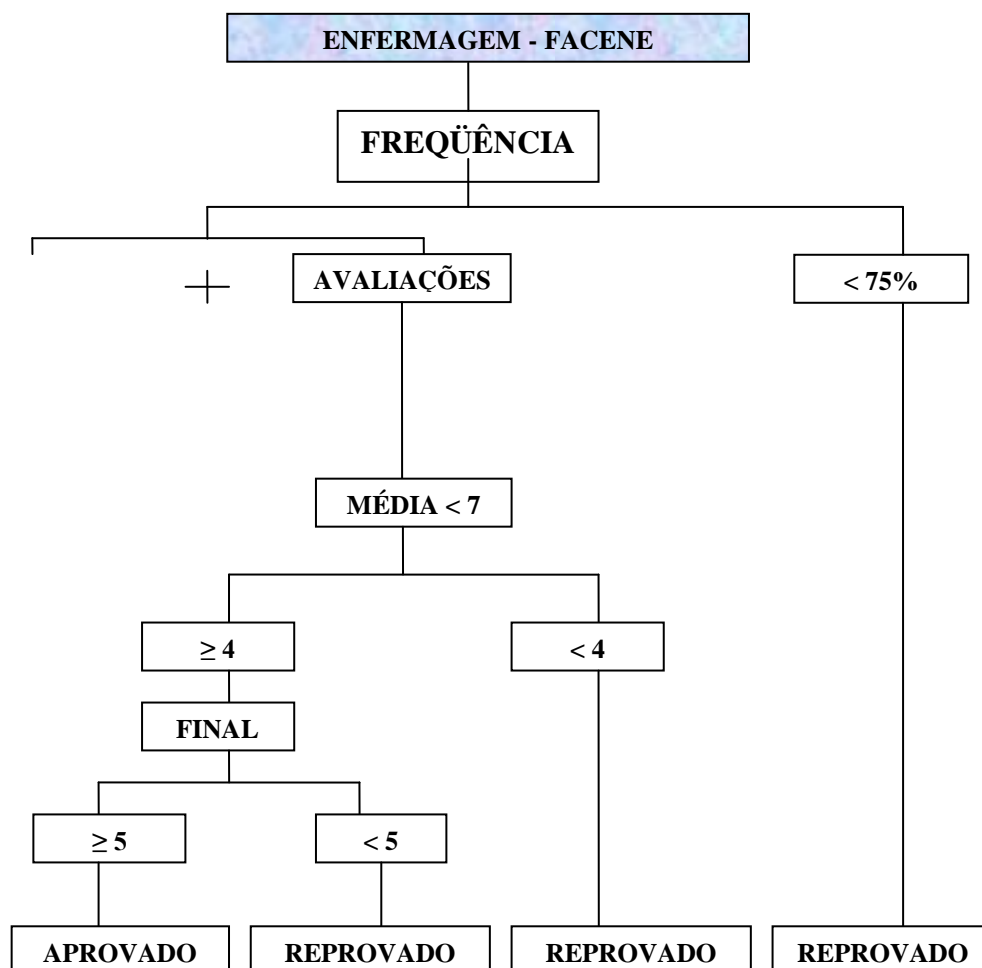 ENFERMAGEM - FACENE
FREQÜÊNCIA
AVALIAÇÕES
< 75%
MÉDIA < 7
≥ 4
< 4
FINAL
≥ 5
< 5
APROVADO
REPROVADO
REPROVADO
REPROVADO